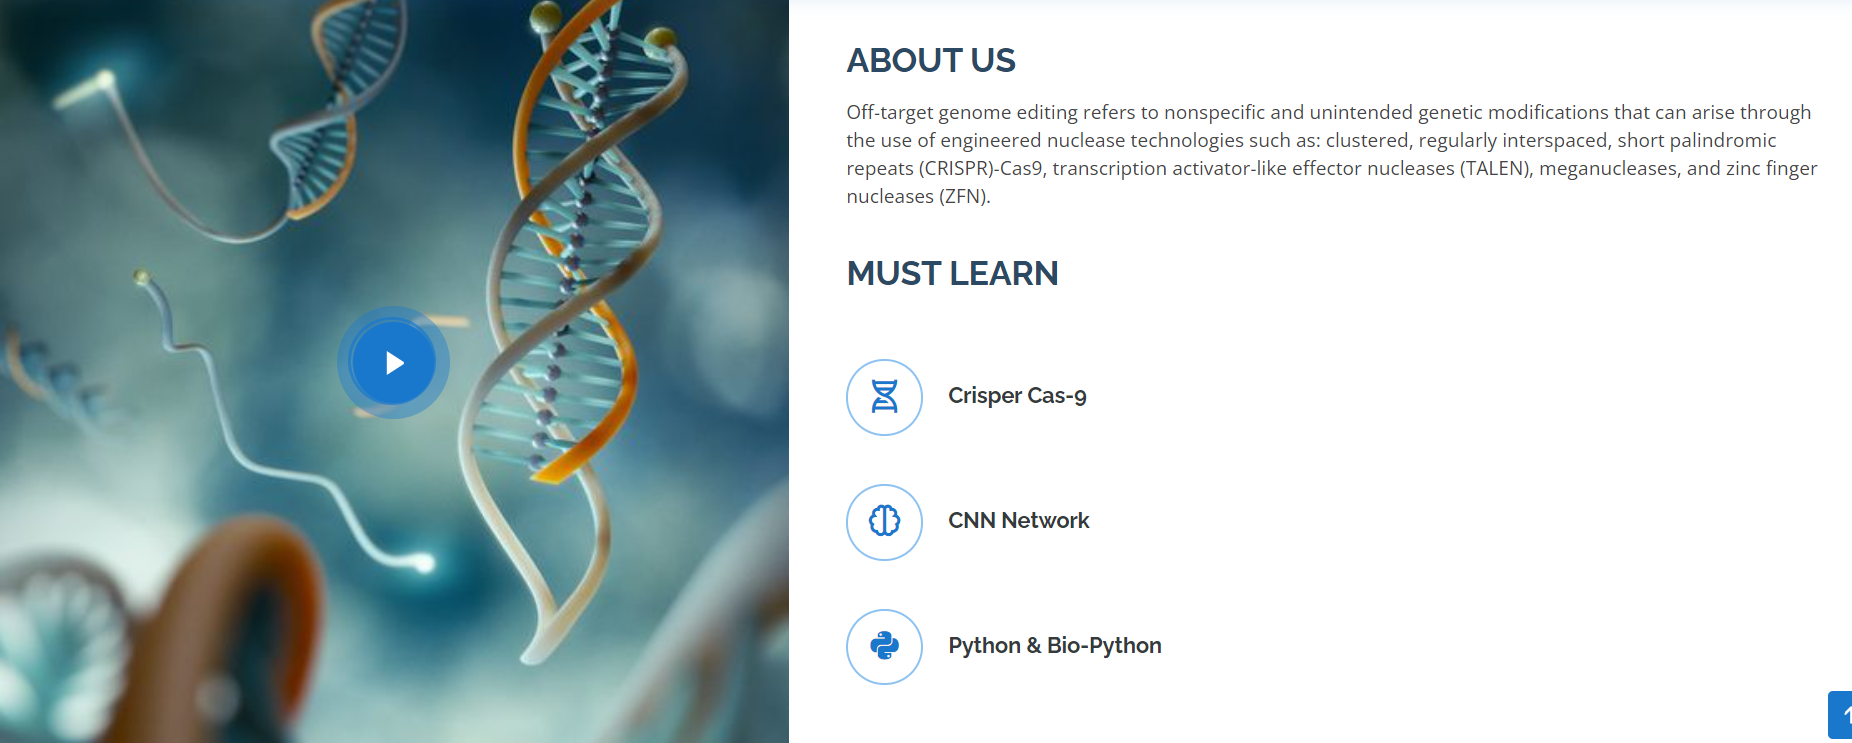 ABOUT US
Off-target genome editing refers to nonspecific and unintended genetic modifications that can arise through
the use of engineered nuclease technologies such as: clustered, regularly interspaced, short palindromic
repeats (CRISPR)-Cas9, transcription activator-like effector nucleases (TALEN), meganucleases, and zinc finger
nucleases (ZFN).
MUST LEARN
Crisper Cas-9
CNN Network
Python & Bio-Python